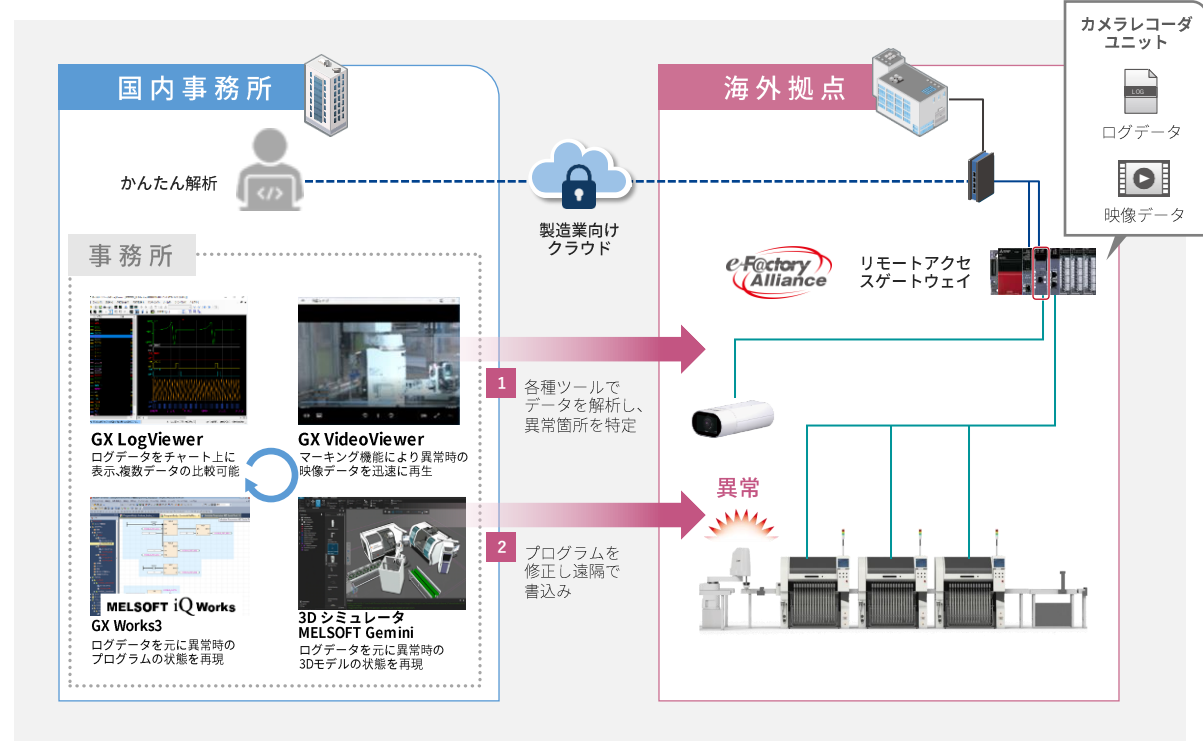 カメラレコーダ
ユニット
LOG
ログデータ
映像データ
国内事務所
海外拠点
かんたん解析
製造業向け
クラウド
事務所
e-F@ctory
Alliance
リモートアクセ
スゲートウェイ
GX LogViewer
ログデータをチャート上に
表示、複数データの比較可能
GX VideoViewer
マーキング機能により異常時の
映像データを迅速に再生
1
各種ツールで
データを解析し、
異常箇所を特定
MELSOFT iQ Works
GX Works3
ログデータを元に異常時の
プログラムの状態を再現
3D シミュレータ
MELSOFT Gemini
ログデータを元に異常時の
3Dモデルの状態を再現
2
プログラムを
修正し遠隔で
書込み
異常